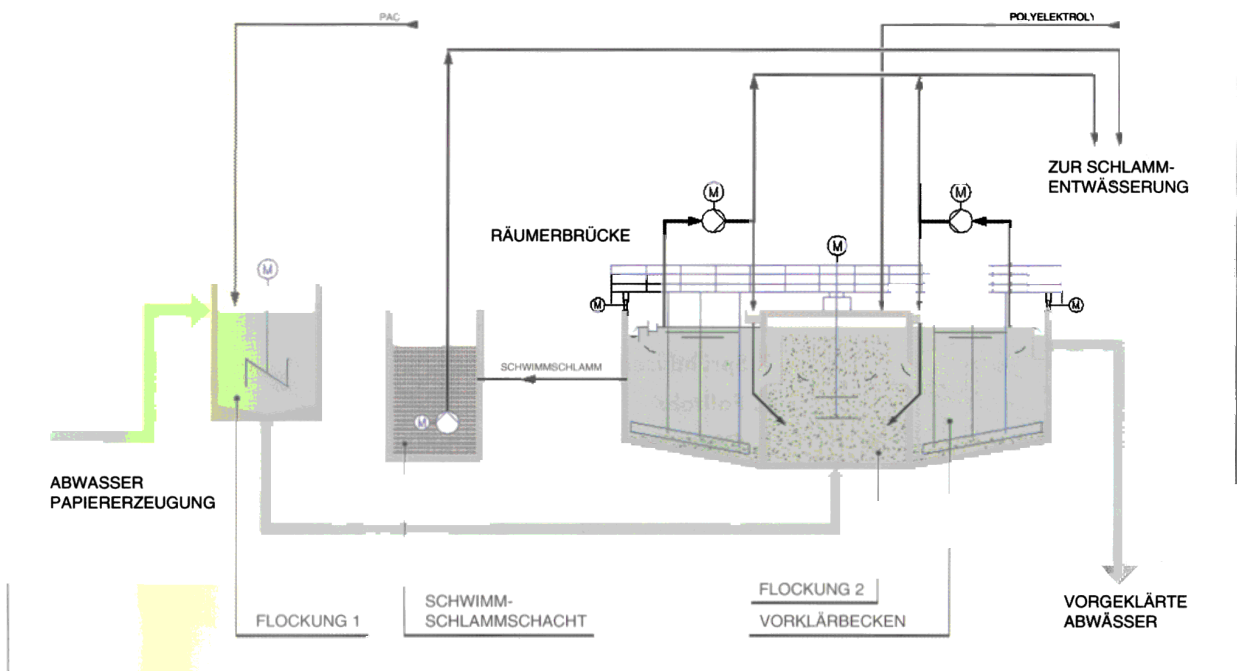 PAC
POLYELEKTROLY
ZUR SCHLAMM-
ENTWÄSSERUNG
M
M
RÄUMERBRÜCKE
M
M
M
M
SCHWIMMSCHLAMM
M
ABWASSER
PAPIERERZEUGUNG
FLOCKUNG 1
SCHWIMM-
SCHLAMMSCHACHT
FLOCKUNG 2
VORKLÄRBECKEN
VORGEKLÄRTE
ABWÄSSER